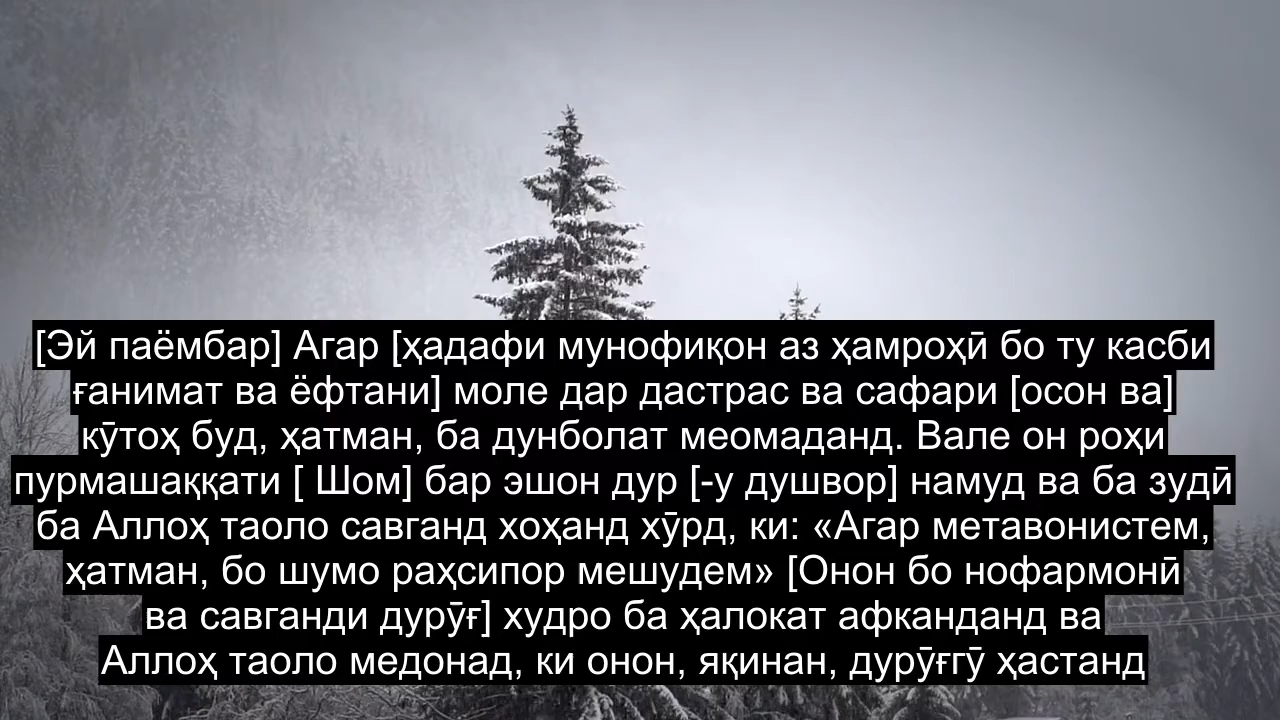 [Эй паёмбар] Агар [ҳадафи мунофиқон аз ҳамроҳӣ бо ту касби
ғанимат ва ёфтани] моле дар дастрас ва сафари [осон ва]
кӯтоҳ буд, ҳатман, ба дунболат меомаданд. Вале он роҳи
пурмашаққати [ Шом] бар эшон дур [-у душвор] намуд ва ба зудӣ
ба Аллоҳ таоло савганд хоҳанд хӯрд, ки: «Агар метавонистем,
ҳатман, бо шумо раҳсипор мешудем» [Онон бо нофармонӣ
ва савганди дурӯғ] худро ба ҳалокат афканданд ва
Аллоҳ таоло медонад, ки онон, яқинан, дурӯғгӯ ҳастанд